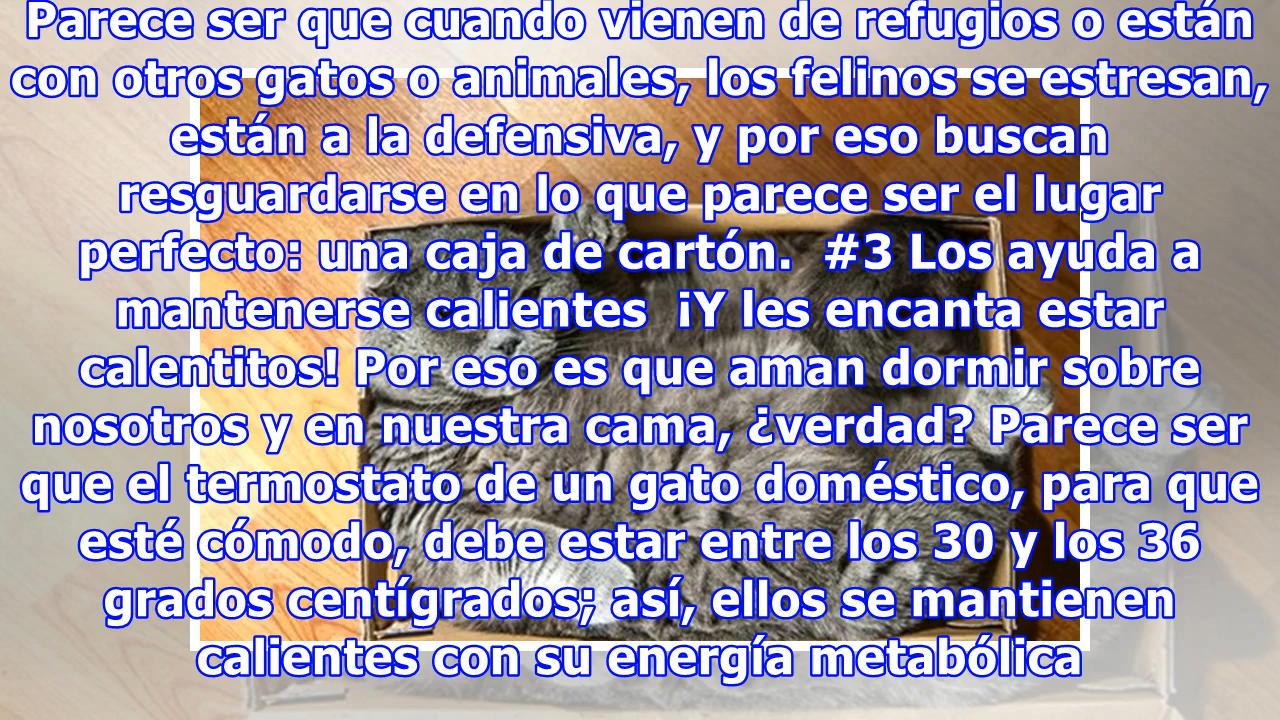 Parece ser que cuando vienen de refugios o están
con otros gatos o animales, los felinos se estresan,
están a la defensiva, y por eso buscan
resguardarse en lo que parece ser el lugar
perfecto: una caja de cartón.  #3 Los ayuda a
mantenerse calientes  ¡Y les encanta estar
calentitos! Por eso es que aman dormir sobre
nosotros y en nuestra cama, ¿verdad? Parece ser
que el termostato de un gato doméstico, para que
esté cómodo, debe estar entre los 30 y los 36
grados centígrados; así, ellos se mantienen
calientes con su energía metabólica